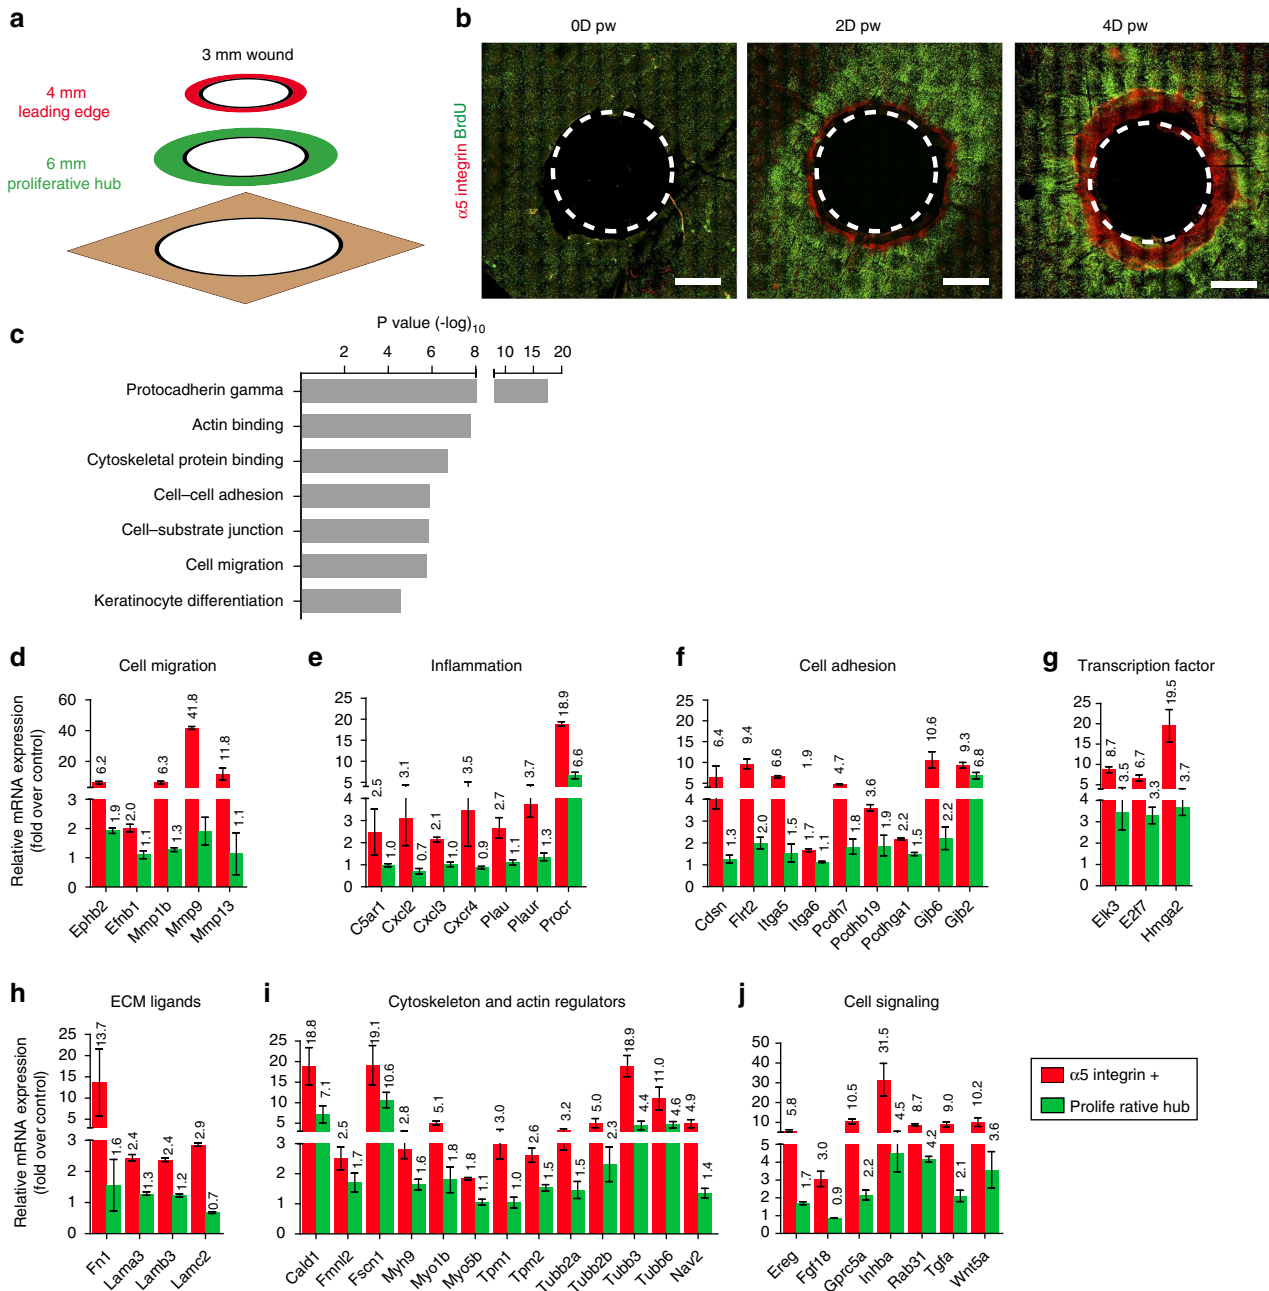 a
3 mm wound
4 mm
leading edge
6 mm
proliferative hub
b
0D pw
2D pw
4D pw
α5 integrin BrdU
c
P value (-log)10
2 4 6 8 10 15 20
Protocadherin gamma
Actin binding
Cytoskeletal protein binding
Cell–cell adhesion
Cell–substrate junction
Cell migration
Keratinocyte differentiation
d
Cell migration
Relative mRNA expression
(fold over control)
60
40
20
3
2
1
0
6.2 1.9 2.0 1.1 6.3 1.3 41.8 11.8 1.1
Ephb2 Efnb1 Mmp1b Mmp9 Mmp13
e
Inflammation
25
20
15
10
5
4
3
2
1
0
2.5 1.0 3.1 0.7 2.1 1.0 3.5 0.9 2.7 1.1 3.7 1.3 18.9 6.6
C5ar1 Cxcl2 Cxcl3 Cxcr4 Plau Plaur Procr
f
Cell adhesion
25
20
15
10
5
4
3
2
1
0
6.4 1.3 9.4 2.0 6.6 1.5 1.9 1.7 1.1 4.7 1.8 3.6 1.9 2.2 1.5 10.6 2.2 9.3 6.8
Cdsn Flrt2 Itga5 Itga6 Pcdh7 Pcdhb19 Pcdhga1 Gjb6 Gjb2
g
Transcription factor
25
20
15
10
5
4
3
2
1
0
8.7 3.5 6.7 3.3 19.5 3.7
Elk3 E2f7 Hmga2
h
ECM ligands
Relative mRNA expression
(fold over control)
25
20
15
10
5
3
2
1
0
13.7 1.6 2.4 1.3 2.4 1.2 2.9 0.7
Fn1 Lama3 Lamb3 Lamc2
i
Cytoskeleton and actin regulators
25
20
15
10
5
3
2
1
0
18.8 7.1 2.5 1.7 19.1 10.6 2.8 1.6 5.1 1.8 1.8 1.1 3.0 1.0 2.6 1.5 3.2 1.5 5.0 2.3 18.9 4.4 11.0 4.6 4.9 1.4
Cald1 Fmnl2 Fscn1 Myh9 Myo1b Myo5b Tpm1 Tpm2 Tubb2a Tubb2b Tubb3 Tubb6 Nav2
j
Cell signaling
50
40
30
20
10
5
4
3
2
1
0
5.8 1.7 3.0 0.9 10.5 2.2 31.5 4.5 8.7 4.2 9.0 2.1 10.2 3.6
Ereg Fgf18 Gprc5a Inhba Rab31 Tgfa Wnt5a
α5 integrin +
Prolife rative hub